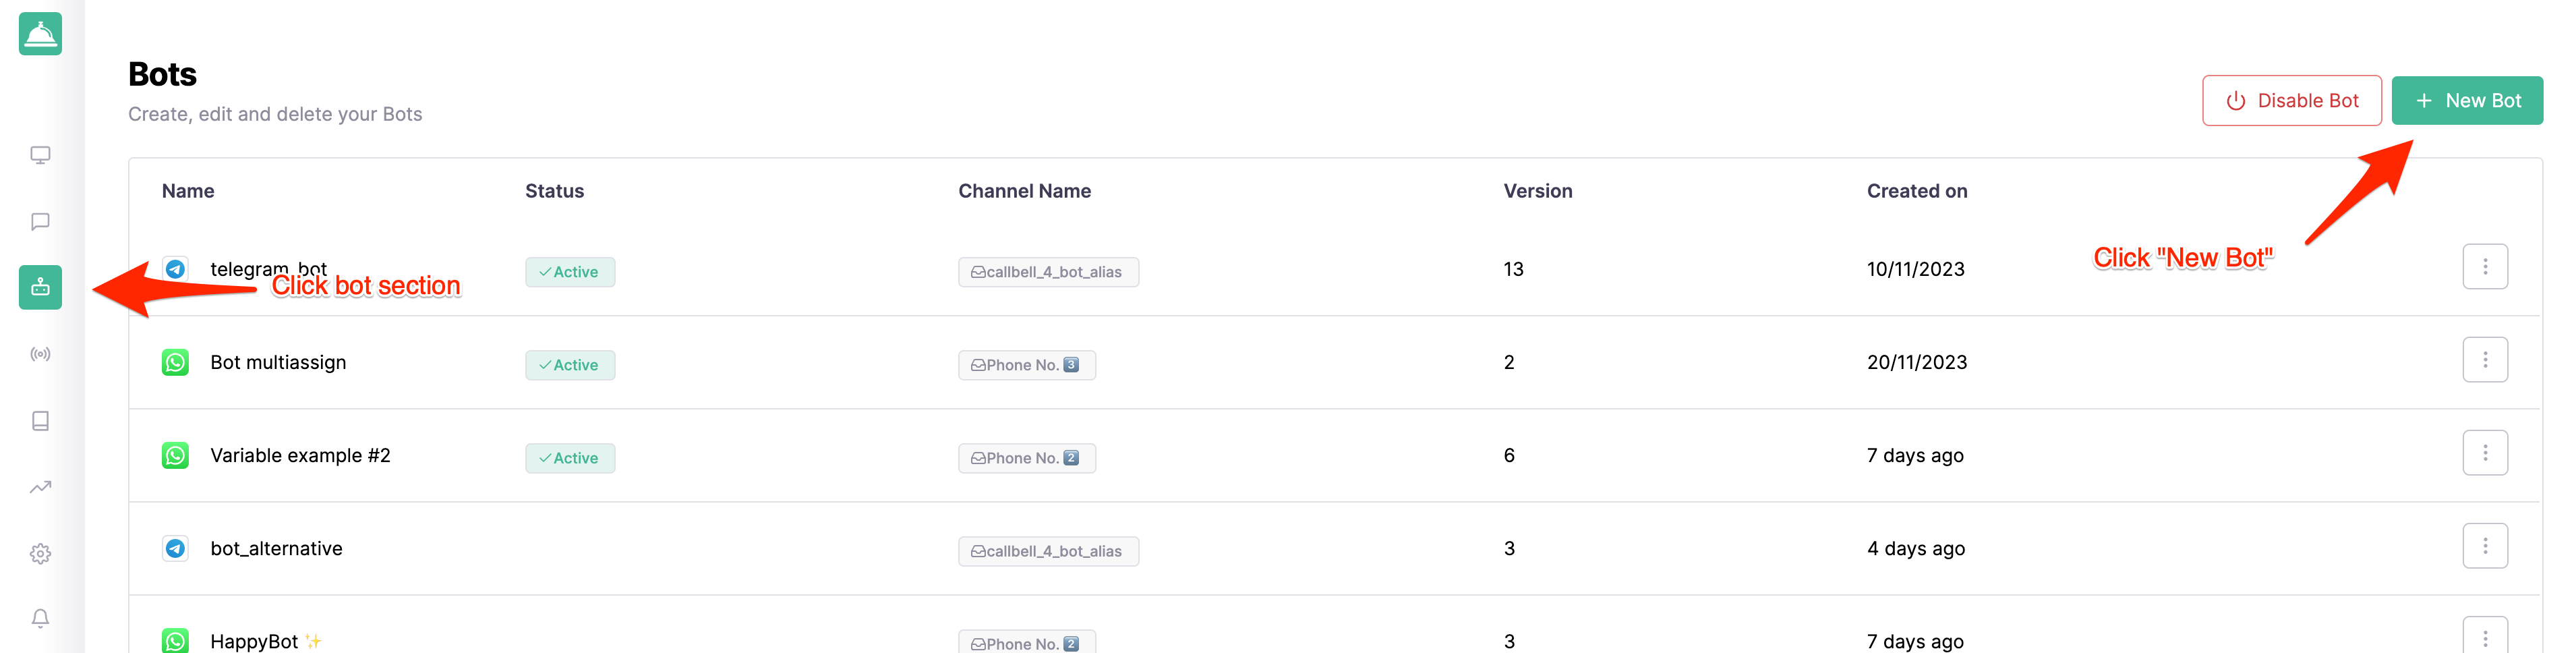 Bots
Create, edit and delete your Bots
Disable Bot
+ New Bot
Name Status Channel Name Version Created on
telegram_bot Active callbell_4_bot_alias 13 10/11/2023
Click bot section
Click "New Bot"
Bot multiassign Active Phone No. 3 2 20/11/2023
Variable example #2 Active Phone No. 2 6 7 days ago
bot_alternative callbell_4_bot_alias 3 4 days ago
HappyBot ✨ Phone No. 2 3 7 days ago